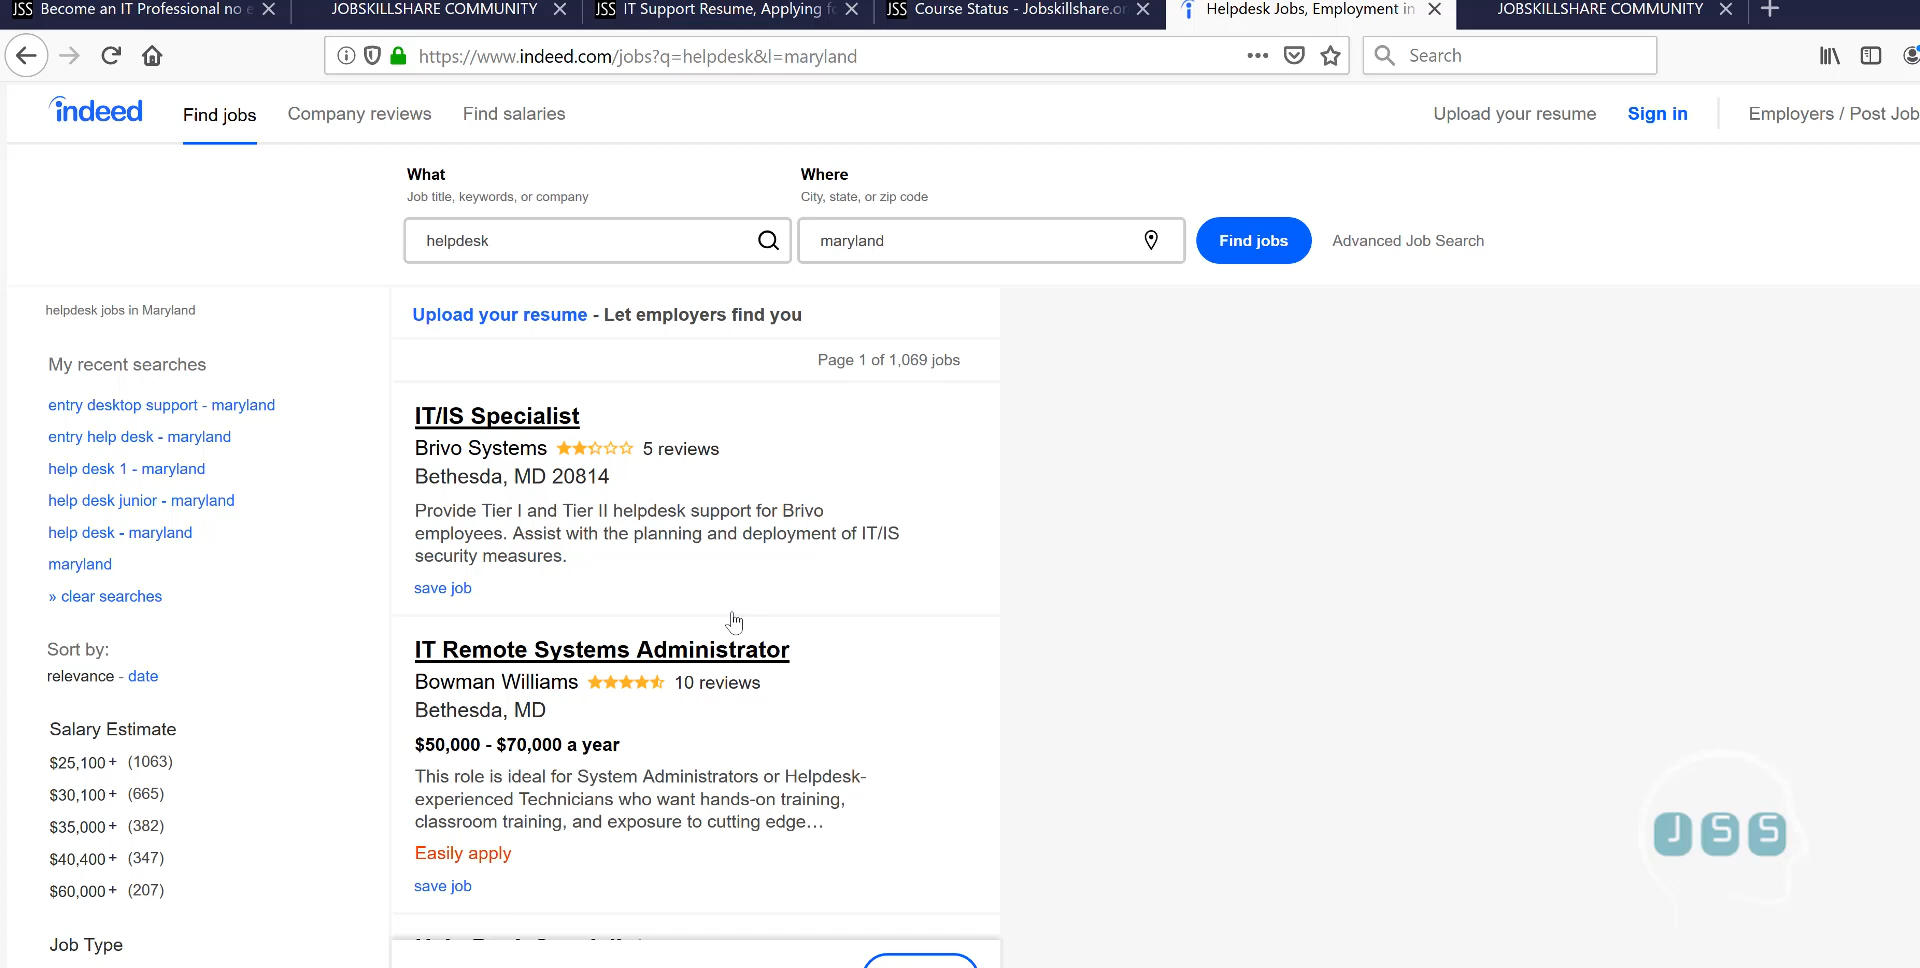 JSS Become an IT Professional no e
JOBSKILLSHARE COMMUNITY
JSS IT Support Resume, Applying fo
JSS Course Status - Jobskillshare.or
Helpdesk Jobs, Employment in
JOBSKILLSHARE COMMUNITY
https://www.indeed.com/jobs?q=helpdesk&l=maryland
Search
indeed
Find jobs
Company reviews
Find salaries
Upload your resume
Sign in
Employers / Post Job
What
Where
Job title, keywords, or company
City, state, or zip code
helpdesk
maryland
Find jobs
Advanced Job Search
helpdesk jobs in Maryland
My recent searches
entry desktop support - maryland
entry help desk - maryland
help desk 1 - maryland
help desk junior - maryland
help desk - maryland
maryland
» clear searches
Sort by:
relevance - date
Salary Estimate
$25,100+ (1063)
$30,100+ (665)
$35,000+ (382)
$40,400+ (347)
$60,000+ (207)
Job Type
Upload your resume - Let employers find you
Page 1 of 1,069 jobs
IT/IS Specialist
Brivo Systems 5 reviews
Bethesda, MD 20814
Provide Tier I and Tier II helpdesk support for Brivo
employees. Assist with the planning and deployment of IT/IS
security measures.
save job
IT Remote Systems Administrator
Bowman Williams 10 reviews
Bethesda, MD
$50,000 - $70,000 a year
This role is ideal for System Administrators or Helpdesk-
experienced Technicians who want hands-on training,
classroom training, and exposure to cutting edge…
Easily apply
save job
JSS